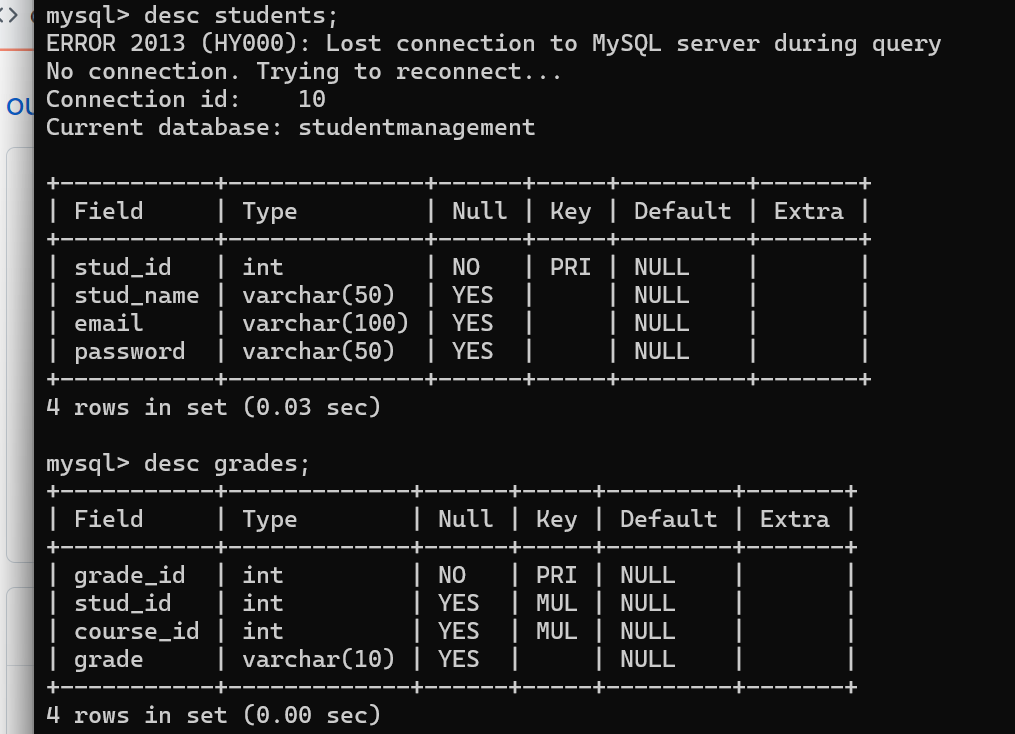 mysql> desc students;
ERROR 2013 (HY000): Lost connection to MySQL server during query
No connection. Trying to reconnect...
Connection id:    10
Current database: studentmanagement

+-----------+--------------+------+-----+---------+-------+
| Field     | Type         | Null | Key | Default | Extra |
+-----------+--------------+------+-----+---------+-------+
| stud_id   | int          | NO   | PRI | NULL    |       |
| stud_name | varchar(50)  | YES  |     | NULL    |       |
| email     | varchar(100) | YES  |     | NULL    |       |
| password  | varchar(50)  | YES  |     | NULL    |       |
+-----------+--------------+------+-----+---------+-------+
4 rows in set (0.03 sec)

mysql> desc grades;
+-----------+-------------+------+-----+---------+-------+
| Field     | Type        | Null | Key | Default | Extra |
+-----------+-------------+------+-----+---------+-------+
| grade_id  | int         | NO   | PRI | NULL    |       |
| stud_id   | int         | YES  | MUL | NULL    |       |
| course_id | int         | YES  | MUL | NULL    |       |
| grade     | varchar(10) | YES  |     | NULL    |       |
+-----------+-------------+------+-----+---------+-------+
4 rows in set (0.00 sec)